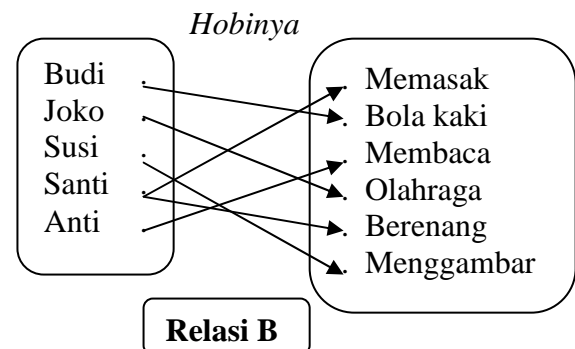 Hobinya
Budi
Joko
Susi
Santi
Anti
Memasak
Bola kaki
Membaca
Olahraga
Berenang
Menggambar
Relasi B